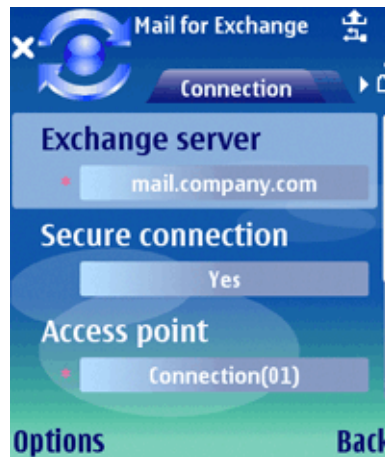 Mail for Exchange
Connection
Exchange server
* mail.company.com
Secure connection
Yes
Access point
* Connection(01)
Options Back